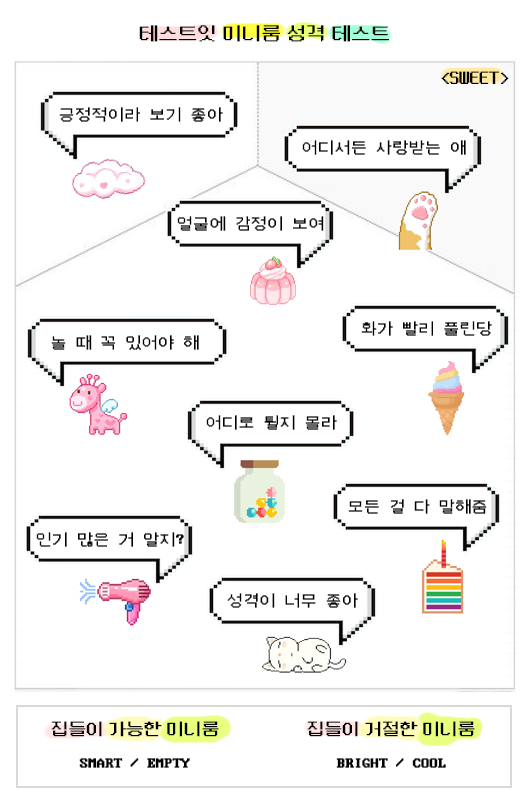 테스트잇 미니룸 성격 테스트
<SWEET>
긍정적이라 보기 좋아
어디서든 사랑받는 애
얼굴에 감정이 보여
놀 때 꼭 있어야 해
화가 빨리 풀린당
어디로 튈지 몰라
모든 걸 다 말해줌
인기 많은 거 알지?
성격이 너무 좋아
집들이 가능한 미니룸
집들이 거절한 미니룸
SMART / EMPTY
BRIGHT / COOL